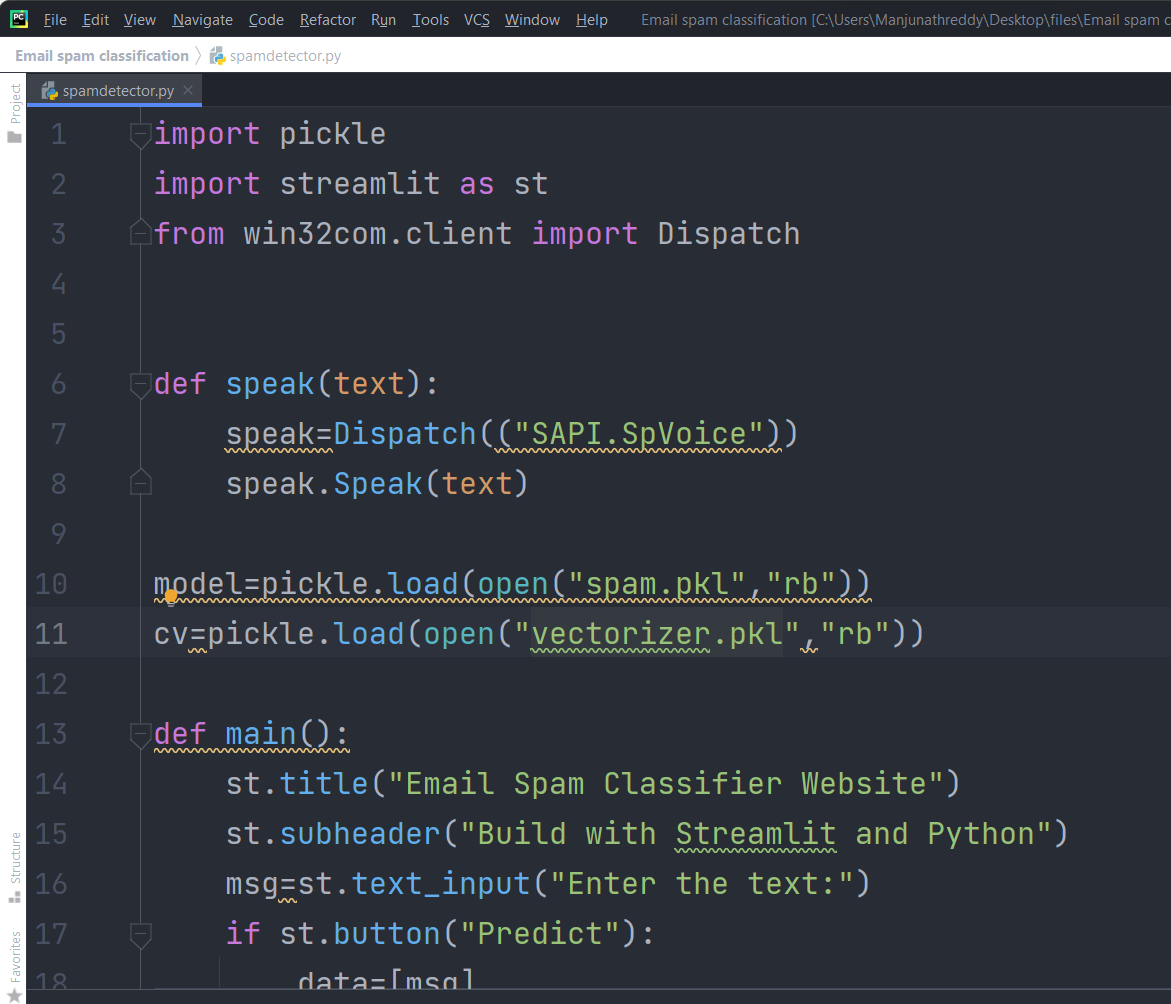 PC File Edit View Navigate Code Refactor Run Tools VCS Window Help Email spam classification [C:\Users\Manjunathreddy\Desktop\files\Email spam c
Email spam classification spamdetector.py
Project
spamdetector.py
1 import pickle
2 import streamlit as st
3 from win32com.client import Dispatch
4
5
6 def speak(text):
7 speak=Dispatch(("SAPI.SpVoice"))
8 speak.Speak(text)
9
10 model=pickle.load(open("spam.pkl","rb"))
11 cv=pickle.load(open("vectorizer.pkl","rb"))
12
13 def main():
14 st.title("Email Spam Classifier Website")
15 st.subheader("Build with Streamlit and Python")
16 msg=st.text_input("Enter the text:")
17 if st.button("Predict"):
18 data=[msg]
Structure
Favorites